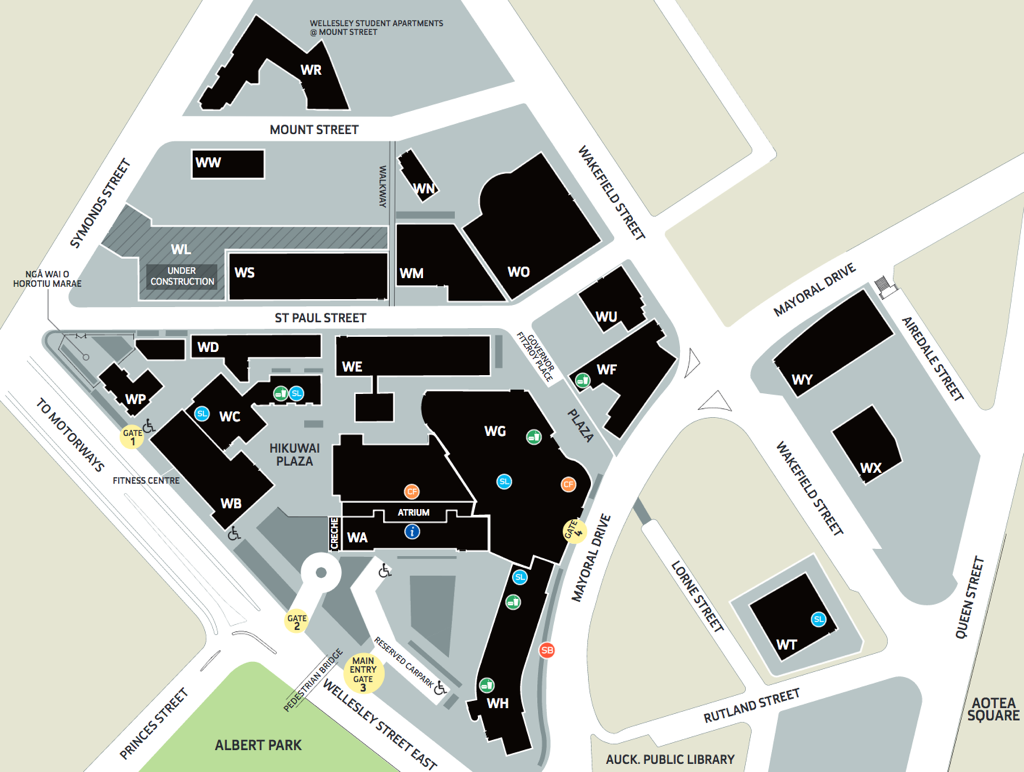 WELLESLEY STUDENT APARTMENTS
@ MOUNT STREET
WR
MOUNT STREET
WW
WALKWAY
WN
WAKEFIELD STREET
SYMONDS STREET
WL
UNDER
CONSTRUCTION
WS
WM
WO
NGĀ WAI O
HOROTIU MARAE
ST PAUL STREET
MAYORAL DRIVE
AIREDALE STREET
WU
GOVERNOR
FITZROY PLACE
WD
WE
WF
WY
WP
SL
SL
WC
PLAZA
WG
GATE
1
TO MOTORWAYS
HIKUWAI
PLAZA
WAKEFIELD STREET
WX
FITNESS CENTRE
WB
CF
SL
CF
ATRIUM
CRECHE
WA
i
GATE
4
MAYORAL DRIVE
LORNE STREET
QUEEN STREET
SL
GATE
2
SL
WT
SB
RESERVED CARPARK
MAIN
ENTRY
GATE
3
PEDESTRIAN BRIDGE
WH
WELLESLEY STREET EAST
PRINCES STREET
ALBERT PARK
RUTLAND STREET
AOTEA
SQUARE
AUCK. PUBLIC LIBRARY